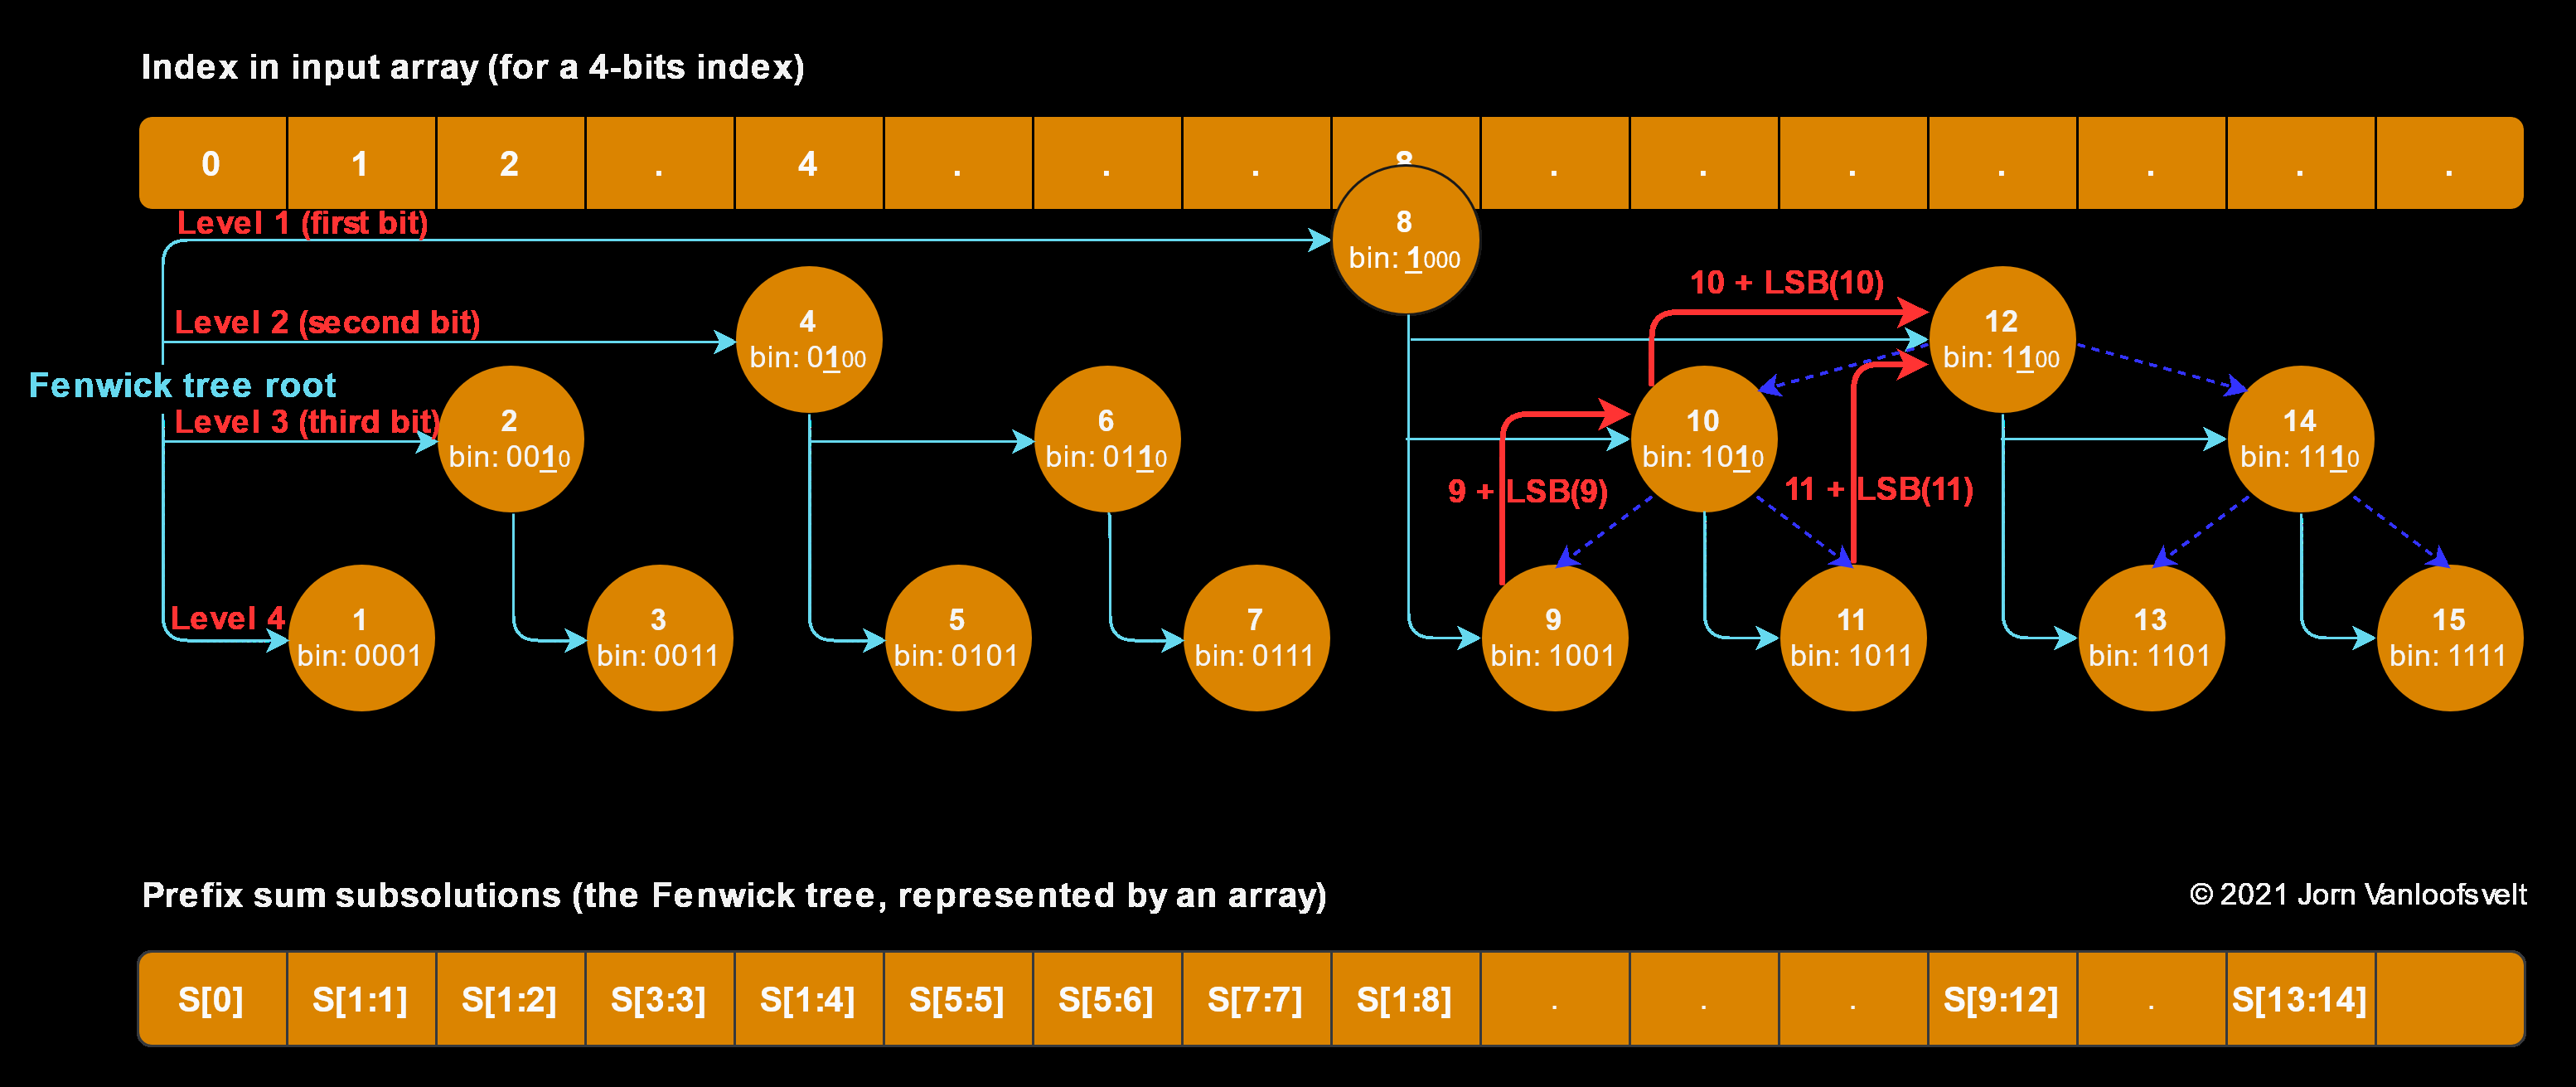 Index in input array (for a 4-bits index)
0 1 2 . 4 . . . 8 . . . . . . .
Level 1 (first bit)
8
bin: 1000
10 + LSB(10)
Level 2 (second bit)
4
bin: 0100
12
bin: 1100
Fenwick tree root
Level 3 (third bit)
2
bin: 0010
6
bin: 0110
10
bin: 1010
14
bin: 1110
9 + LSB(9)
11 + LSB(11)
Level 4
1
bin: 0001
3
bin: 0011
5
bin: 0101
7
bin: 0111
9
bin: 1001
11
bin: 1011
13
bin: 1101
15
bin: 1111
Prefix sum subsolutions (the Fenwick tree, represented by an array)
© 2021 Jorn Vanloofsvelt
S[0] S[1:1] S[1:2] S[3:3] S[1:4] S[5:5] S[5:6] S[7:7] S[1:8] . . . S[9:12] . S[13:14]